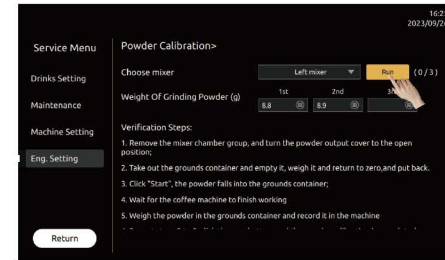 16:2
2023/09/20
Service Menu
Powder Calibration>
Drinks Setting
Choose mixer
Left mixer
Run
(0/3)
Maintenance
Weight Of Grinding Powder (g)
1st
2nd
3rd
8.8
8.9
Machine Setting
Verification Steps:
1. Remove the mixer chamber group, and turn the powder output cover to the open
position;
Eng. Setting
2. Take out the grounds container and empty it, weigh it and return to zero,and put back.
3. Click "Start", the powder falls into the grounds container;
4. Wait for the coffee machine to finish working
5. Weigh the powder in the grounds container and record it in the machine
Return